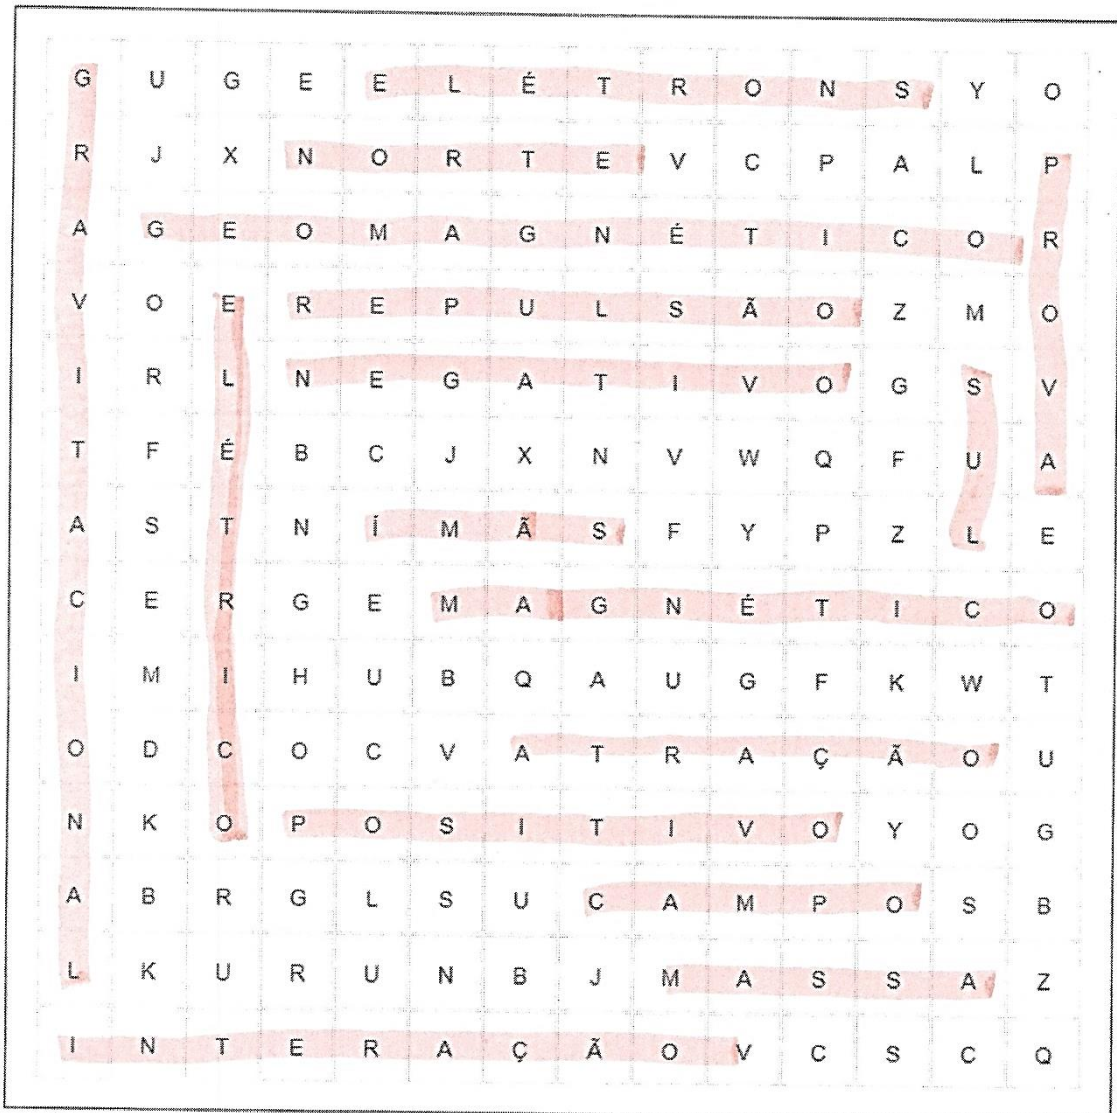 G U G E E L É T R O N S Y O
R J X N O R T E V C P A L P
A G E O M A G N É T I C O R
V O E R E P U L S Ã O Z M O
I R L N E G A T I V O G S V
T F É B C J X N V W Q F U A
A S T N Í M Ã S F Y P Z L E
C E R G E M A G N É T I C O
I M I H U B Q A U G F K W T
O D C O C V A T R A Ç Ã O U
N K O P O S I T I V O Y O G
A B R G L S U C A M P O S B
L K U R U N B J M A S S A Z
I N T E R A Ç Ã O V C S C Q